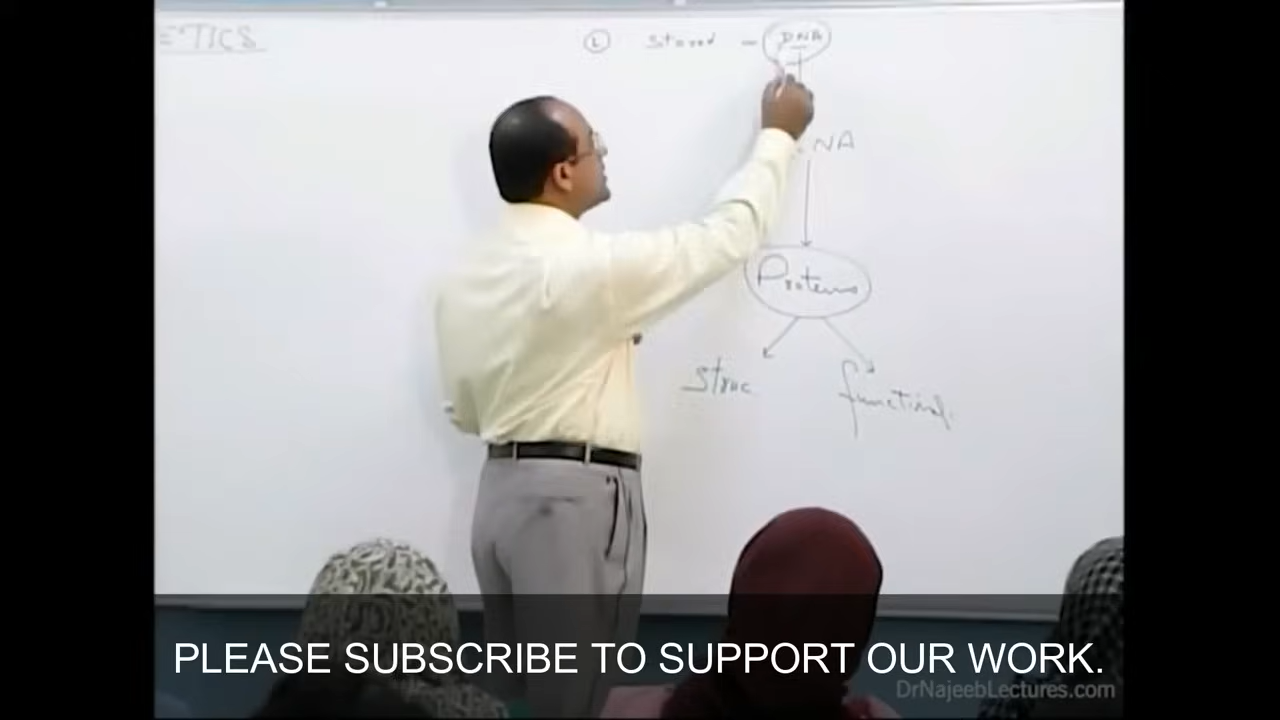 ETICS
① Stored - DNA
NA
Proteins
Struc
functional
PLEASE SUBSCRIBE TO SUPPORT OUR WORK.
DrNajeebLectures.com